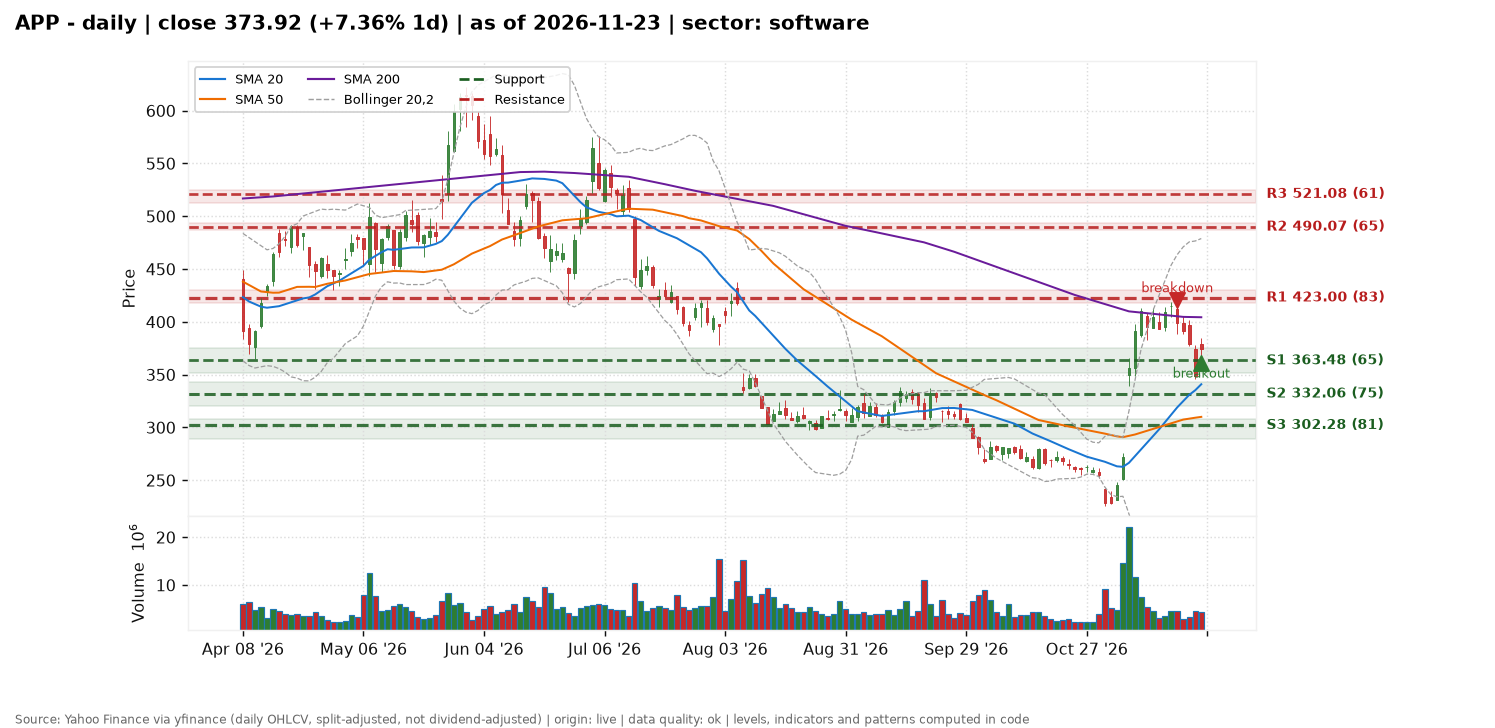 APP - daily | close 373.92 (+7.36% 1d) | as of 2026-11-23 | sector: software
SMA 20
SMA 50
SMA 200
Bollinger 20,2
Support
Resistance
Price
600
550
500
450
400
350
300
250
R3 521.08 (61)
R2 490.07 (65)
R1 423.00 (83)
S1 363.48 (65)
S2 332.06 (75)
S3 302.28 (81)
breakdown
breakout
Volume 10⁶
20
10
Apr 08 '26
May 06 '26
Jun 04 '26
Jul 06 '26
Aug 03 '26
Aug 31 '26
Sep 29 '26
Oct 27 '26
Source: Yahoo Finance via yfinance (daily OHLCV, split-adjusted, not dividend-adjusted) | origin: live | data quality: ok | levels, indicators and patterns computed in code